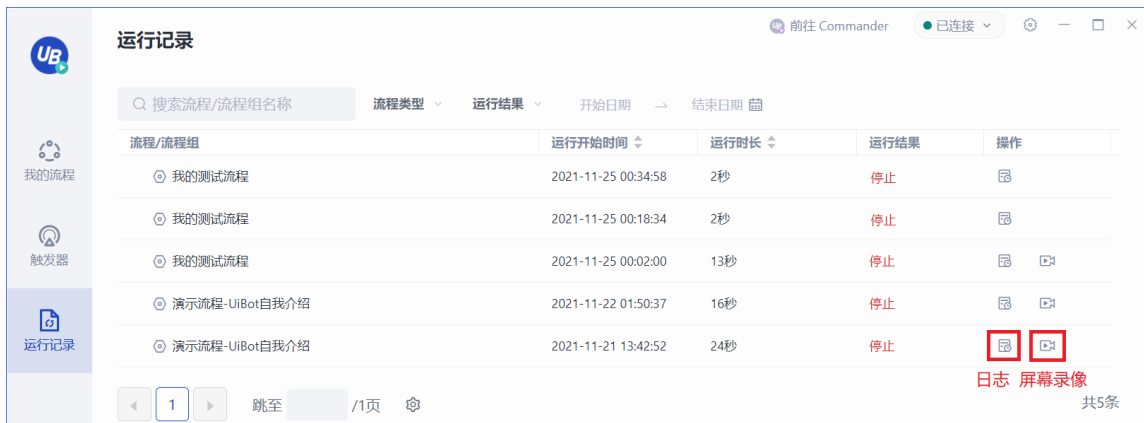 运行记录
前往 Commander
已连接
UB
搜索流程/流程组名称 流程类型 运行结果 开始日期 → 结束日期
流程/流程组 运行开始时间 运行时长 运行结果 操作
我的测试流程 2021-11-25 00:34:58 2秒 停止
我的测试流程 2021-11-25 00:18:34 2秒 停止
我的测试流程 2021-11-25 00:02:00 13秒 停止
演示流程-UiBot自我介绍 2021-11-22 01:50:37 16秒 停止
演示流程-UiBot自我介绍 2021-11-21 13:42:52 24秒 停止
日志 屏幕录像
我的流程
触发器
运行记录
1 跳至 /1页 共5条